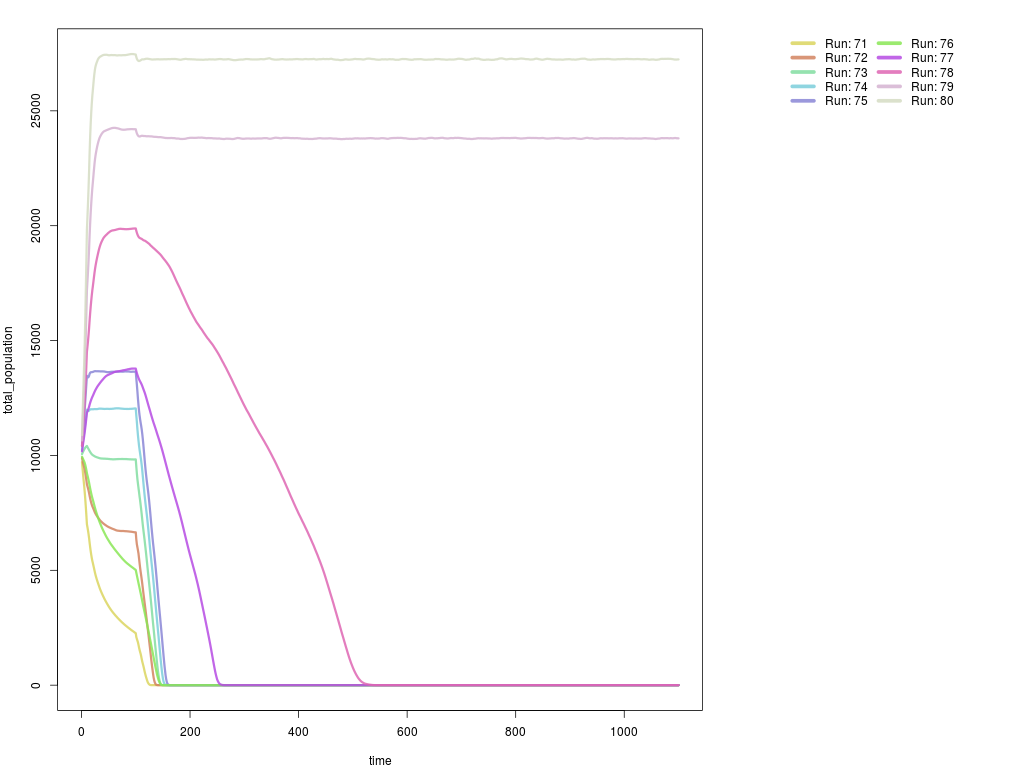 total_population
25000
20000
15000
10000
5000
0
0 200 400 600 800 1000
time
Run: 71 Run: 76
Run: 72 Run: 77
Run: 73 Run: 78
Run: 74 Run: 79
Run: 75 Run: 80